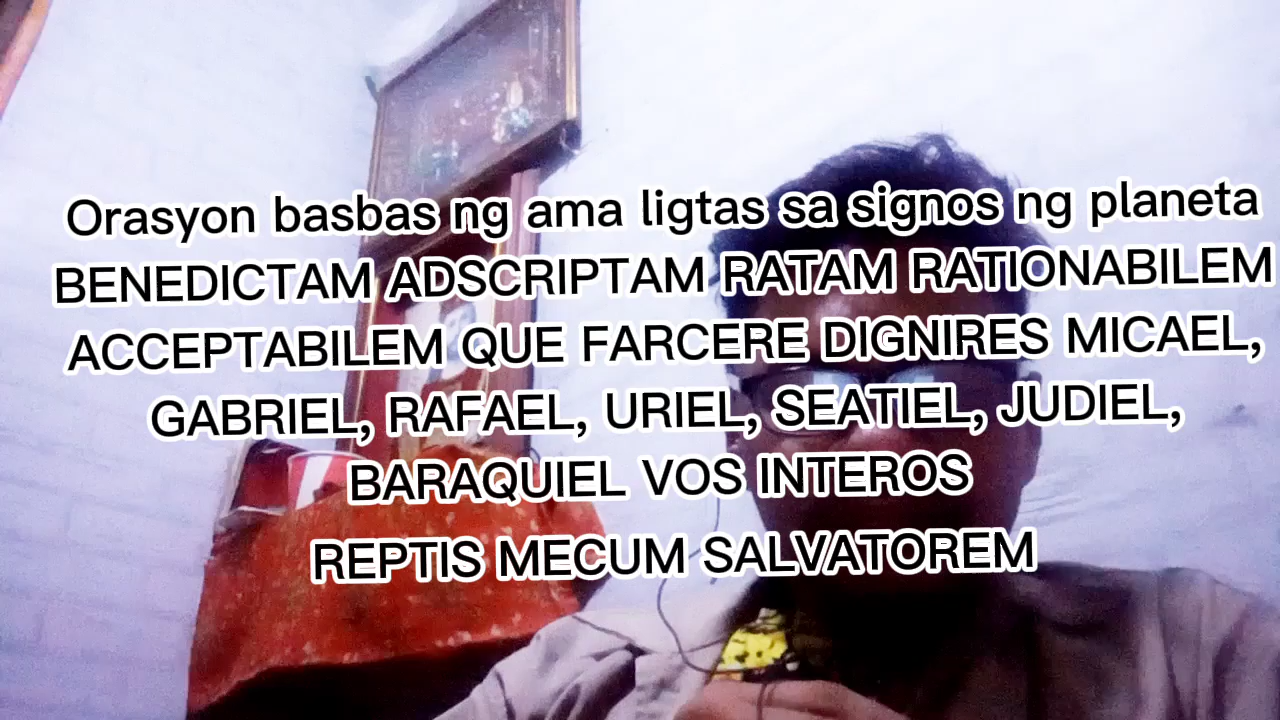 Orasyon basbas ng ama ligtas sa signos ng planeta
BENEDICTAM ADSCRIPTAM RATAM RATIONABILEM
ACCEPTABILEM QUE FARCERE DIGNIRES MICAEL,
GABRIEL, RAFAEL, URIEL, SEATIEL, JUDIEL,
BARAQUIEL VOS INTEROS
REPTIS MECUM SALVATOREM